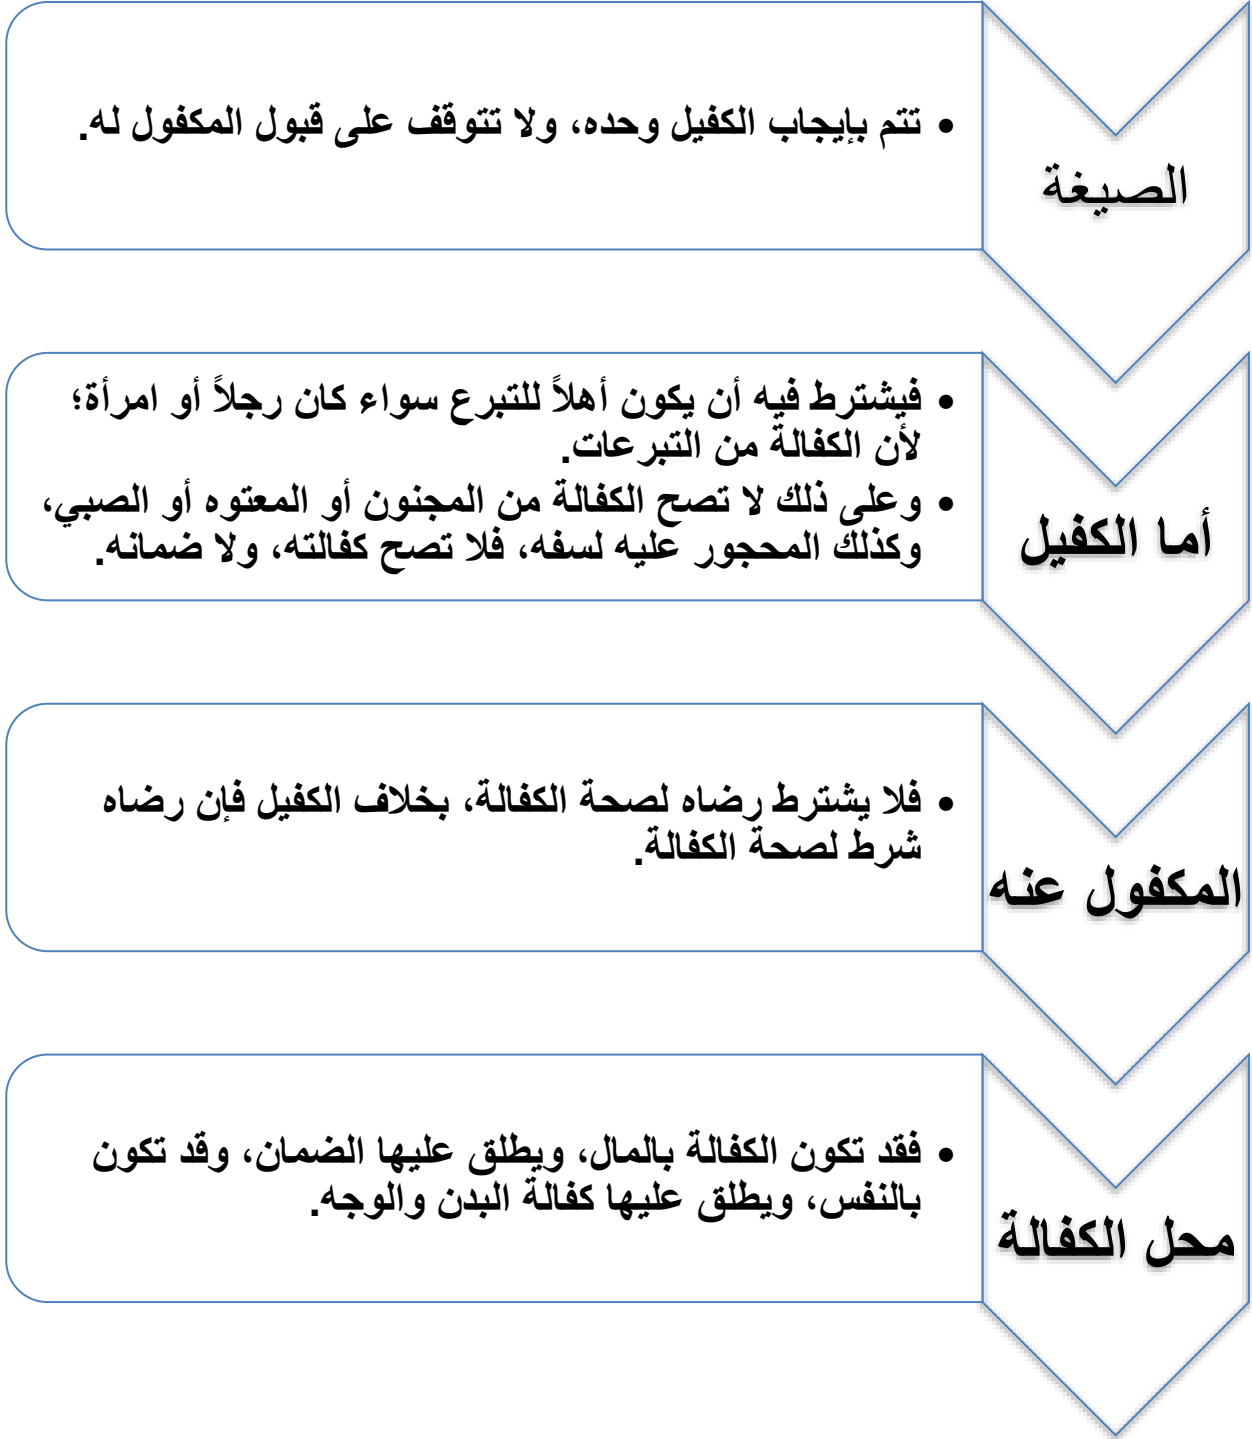 الصيغة
• تتم بإيجاب الكفيل وحده، ولا تتوقف على قبول المكفول له.
أما الكفيل
• فيشترط فيه أن يكون أهلاً للتبرع سواء كان رجلاً أو امرأة؛
لأن الكفالة من التبرعات.
• وعلى ذلك لا تصح الكفالة من المجنون أو المعتوه أو الصبي،
وكذلك المحجور عليه لسفه، فلا تصح كفالته، ولا ضمانه.
المكفول عنه
• فلا يشترط رضاه لصحة الكفالة، بخلاف الكفيل فإن رضاه
شرط لصحة الكفالة.
محل الكفالة
• فقد تكون الكفالة بالمال، ويطلق عليها الضمان، وقد تكون
بالنفس، ويطلق عليها كفالة البدن والوجه.